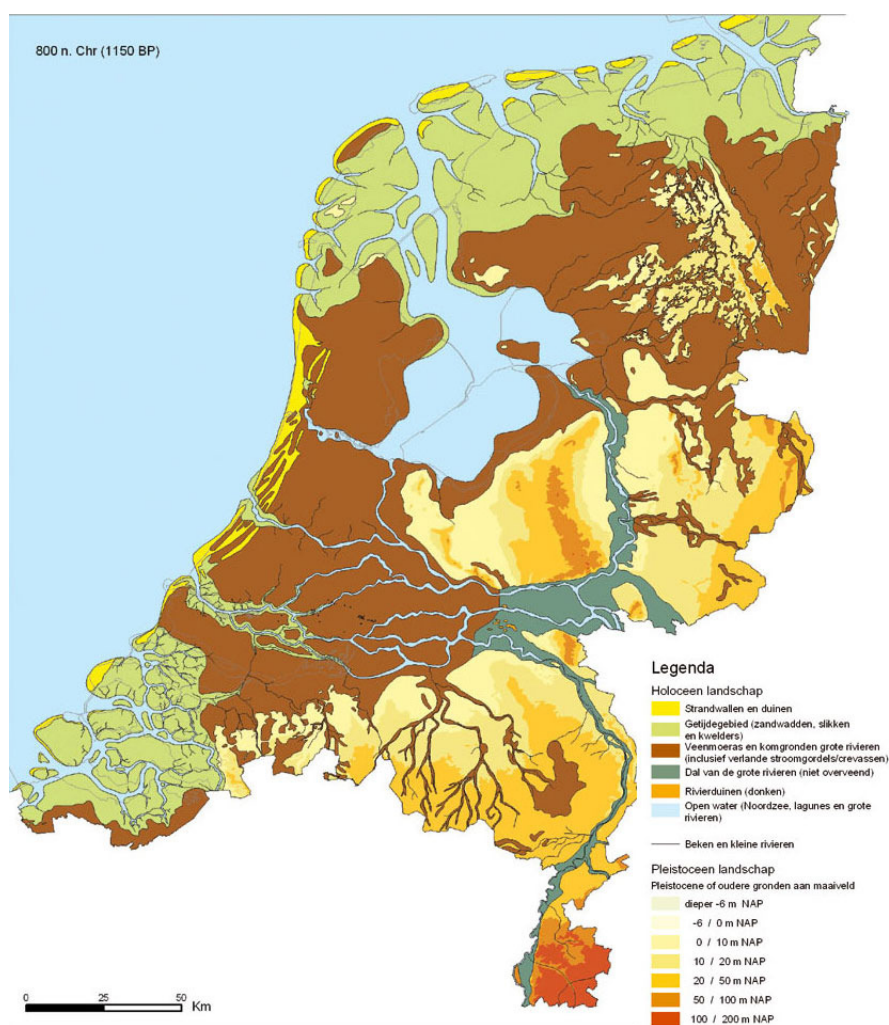 800 n. Chr (1150 BP)
Legenda
Holoceen landschap
Strandwallen en duinen
Getijdegebied (zandwadden, slikken
en kwelders)
Veenmoeras en komgronden grote rivieren
(inclusief verlande stroomgordels/crevassen)
Dal van de grote rivieren (niet overveend)
Rivierduinen (donken)
Open water (Noordzee, lagunes en grote
rivieren)
Beken en kleine rivieren
Pleistoceen landschap
Pleistocene of oudere gronden aan maaiveld
dieper -6 m NAP
-6 / 0 m NAP
0 / 10 m NAP
10 / 20 m NAP
20 / 50 m NAP
50 / 100 m NAP
100 / 200 m NAP
0 25 50
Km